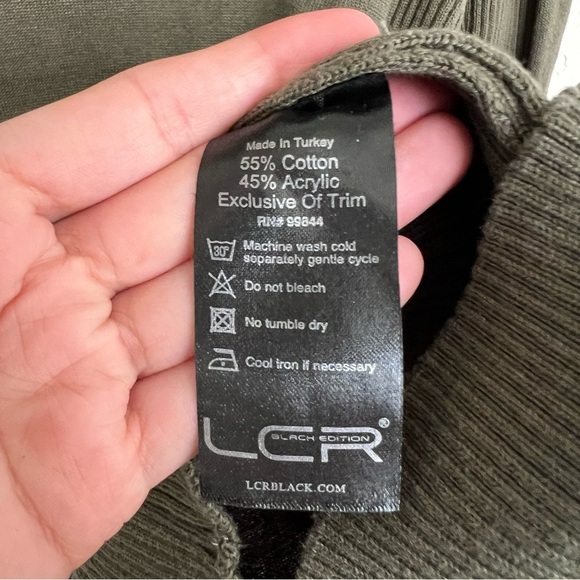 Made In Turkey
55% Cotton
45% Acrylic
Exclusive Of Trim
RN# 99844
30°
Machine wash cold
separately gentle cycle
Do not bleach
No tumble dry
Cool iron if necessary
LCR®
BLACK EDITION
LCRBLACK.COM